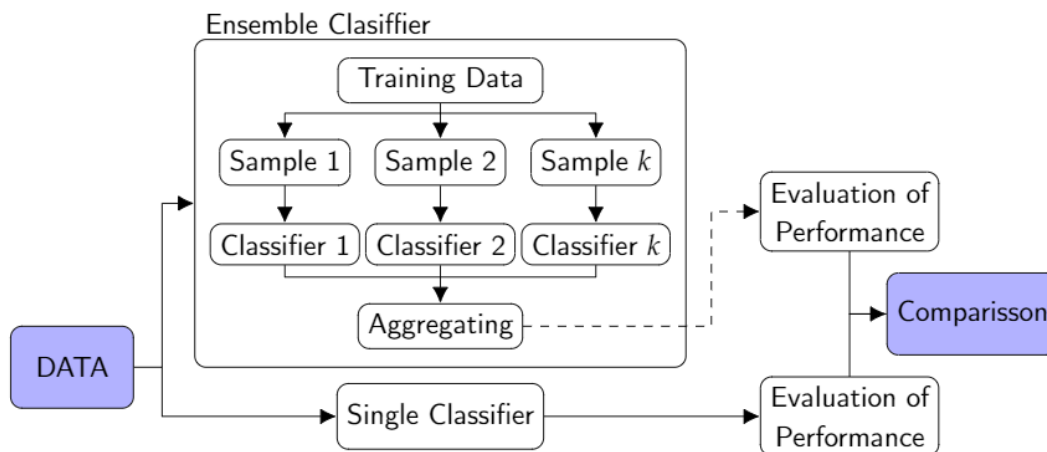 Ensemble Clasiffier
Training Data
Sample 1
Sample 2
Sample k
Classifier 1
Classifier 2
Classifier k
Aggregating
DATA
Single Classifier
Evaluation of
Performance
Comparisson
Evaluation of
Performance